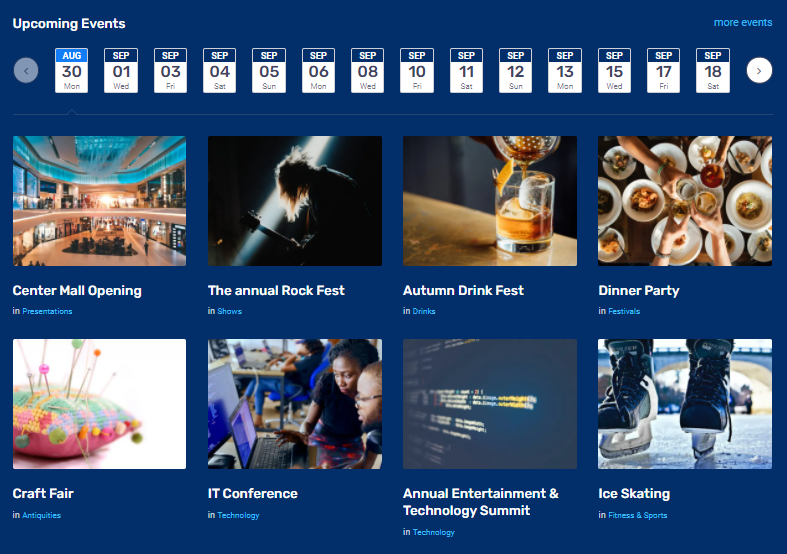 Upcoming Events
more events
AUG SEP SEP SEP SEP SEP SEP SEP SEP SEP SEP SEP SEP SEP
30 01 03 04 05 06 08 10 11 12 13 15 17 18
Mon Wed Fri Sat Sun Mon Wed Fri Sat Sun Mon Wed Fri Sat
Center Mall Opening
in Presentations
The annual Rock Fest
in Shows
Autumn Drink Fest
in Drinks
Dinner Party
in Festivals
Craft Fair
in Antiquities
IT Conference
in Technology
Annual Entertainment &
Technology Summit
in Technology
Ice Skating
in Fitness & Sports